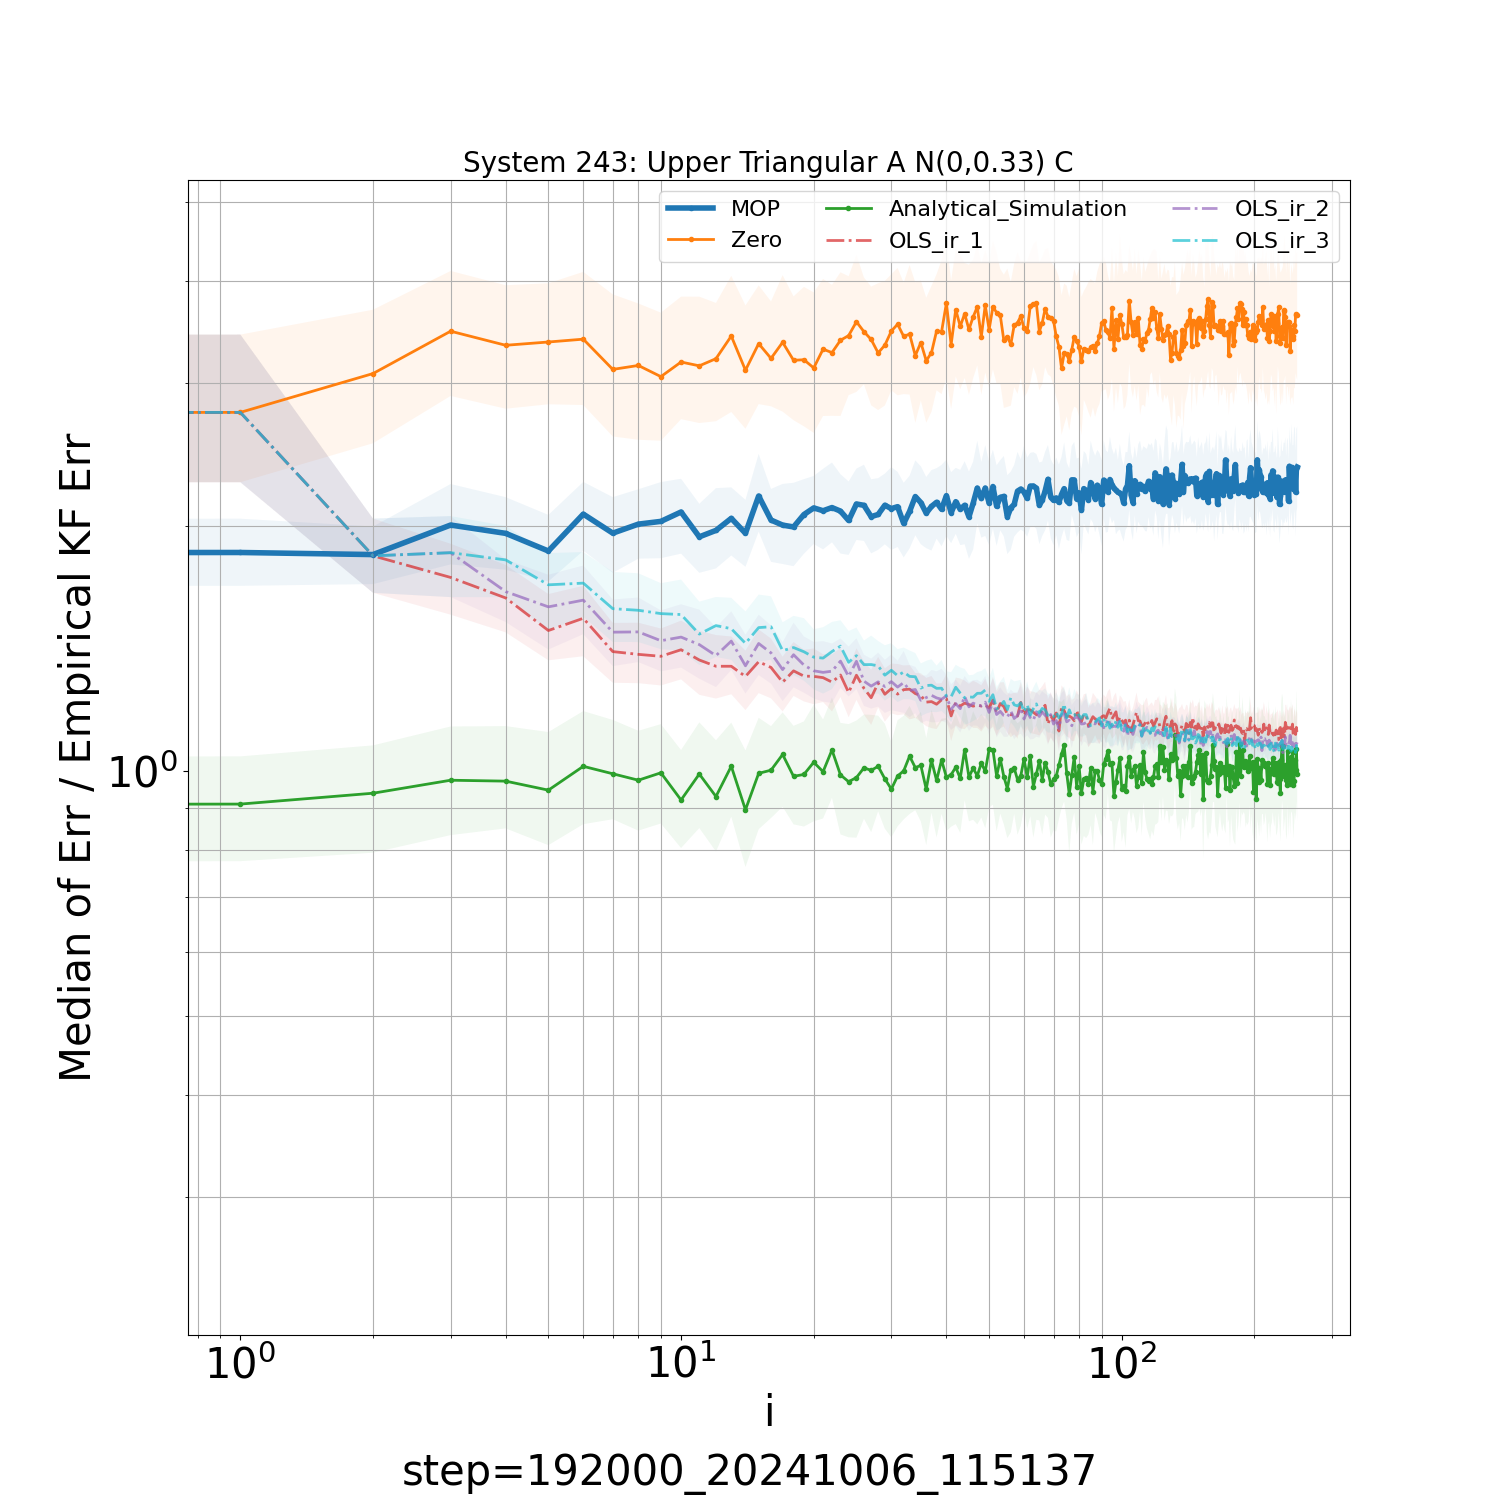 System 243: Upper Triangular A N(0,0.33) C
MOP
Zero
Analytical_Simulation
OLS_ir_1
OLS_ir_2
OLS_ir_3
Median of Err / Empirical KF Err
10⁰
10⁰ 10¹ 10²
i
step=192000_20241006_115137